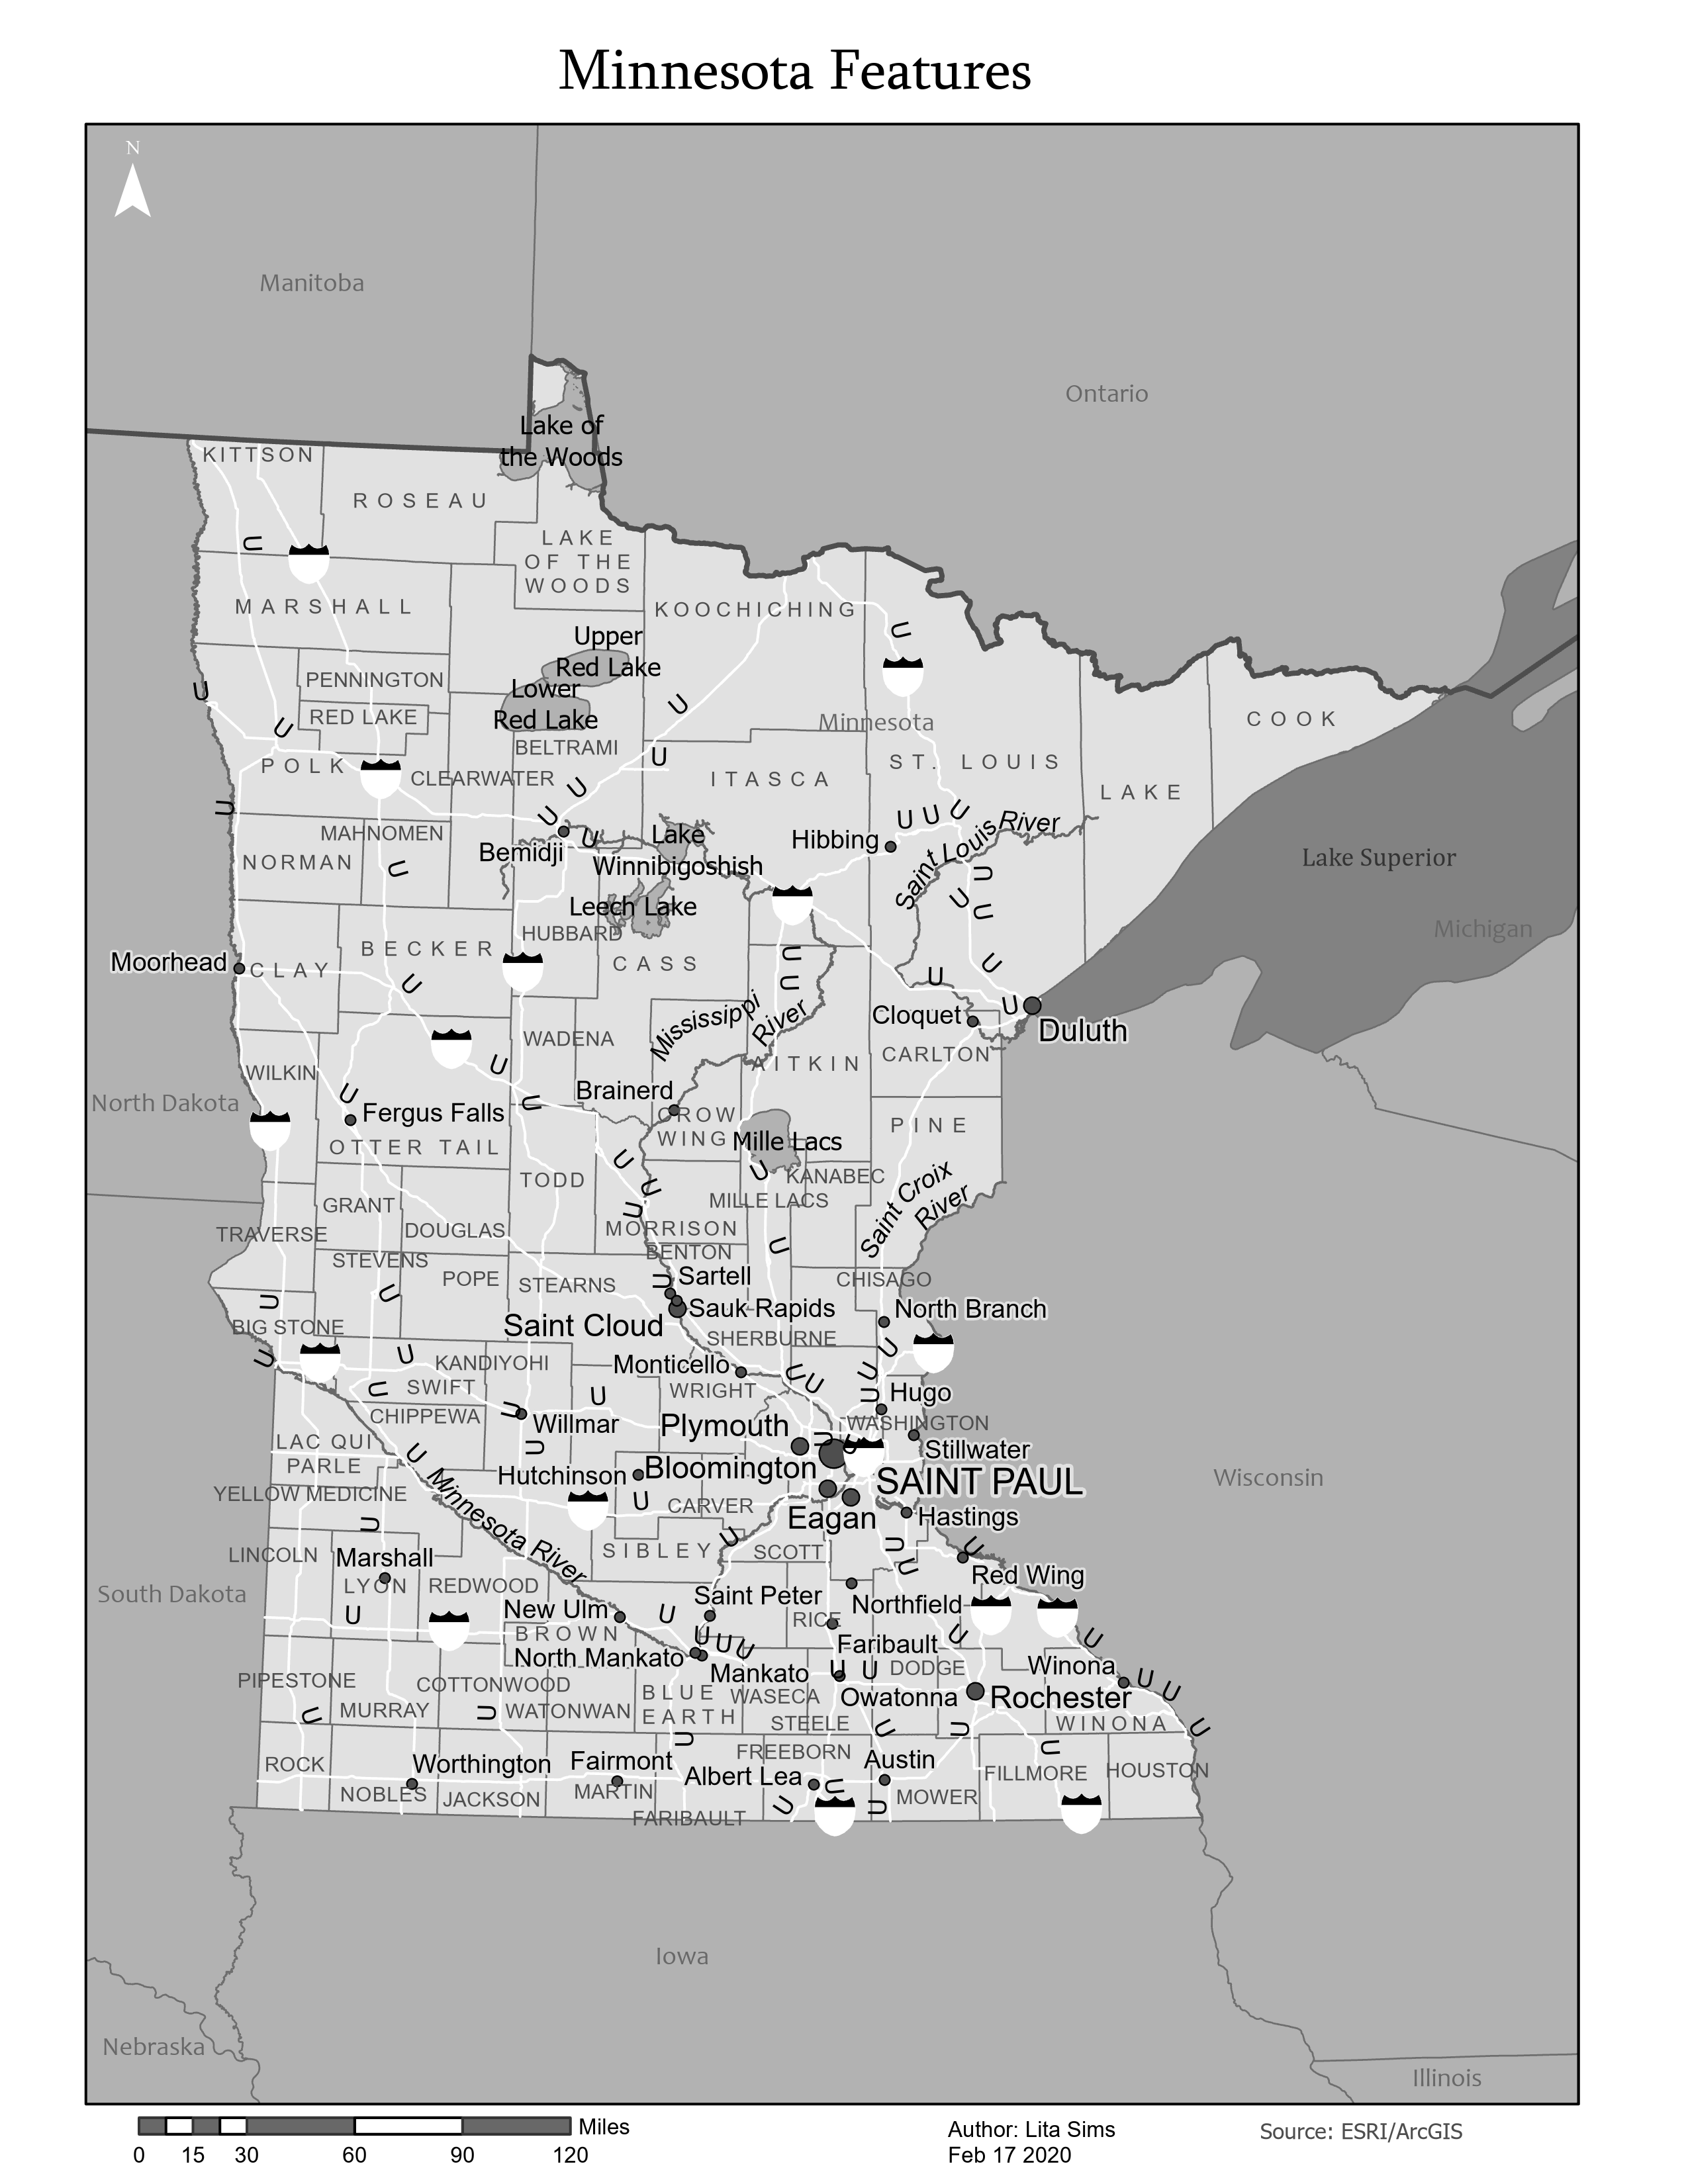 Minnesota Features
N
Manitoba
Ontario
Lake of
the Woods
KITTSON
ROSEAU
LAKE
OF THE
WOODS
U
MARSHALL
KOOCHICHING
U
Upper
Red Lake
PENNINGTON
Lower
Red Lake
U
RED LAKE
U
U
Minnesota
COOK
BELTRAMI
U
POLK
CLEARWATER
ITASCA
ST. LOUIS
LAKE
U
U
U
U
U U U
MAHNOMEN
Lake
Winnibigoshish
Hibbing
Saint Louis River
Bemidji
U
NORMAN
U
Lake Superior
U
U
U
Leech Lake
HUBBARD
Michigan
BECKER
CASS
Moorhead
CLAY
U
U
U
U
U
U
Mississippi
River
Cloquet
Duluth
WADENA
CARLTON
AITKIN
WILKIN
U
North Dakota
U
Brainerd
U
Fergus Falls
CROW
WING
PINE
OTTER TAIL
Mille Lacs
U
U
TODD
KANABEC
U
MILLE LACS
Saint Croix
River
GRANT
U
MORRISON
TRAVERSE
DOUGLAS
BENTON
U
STEVENS
POPE
STEARNS
U
Sartell
CHISAGO
U
U
Sauk Rapids
North Branch
BIG STONE
Saint Cloud
SHERBURNE
U
U
U
KANDIYOHI
Monticello
U
U
U
SWIFT
U
U
WRIGHT
U
Hugo
CHIPPEWA
U
Willmar
Plymouth
WASHINGTON
U
U
Stillwater
LAC QUI
PARLE
U
U
Hutchinson
Bloomington
SAINT PAUL
Wisconsin
YELLOW MEDICINE
Minnesota River
U
CARVER
Eagan
Hastings
U
U
U
U
U
LINCOLN
Marshall
SIBLEY
SCOTT
Red Wing
South Dakota
LYON
REDWOOD
Saint Peter
Northfield
U
New Ulm
U
RICE
BROWN
U U U
Faribault
U
U
North Mankato
Mankato
U U
DODGE
Winona
PIPESTONE
COTTONWOOD
BLUE
EARTH
WASECA
Owatonna
Rochester
U U
MURRAY
U
U
WATONWAN
STEELE
U
U
WINONA
U
U
U
ROCK
Worthington
Fairmont
FREEBORN
Austin
FILLMORE
HOUSTON
NOBLES
JACKSON
MARTIN
Albert Lea
U
MOWER
FARIBAULT
U
U
Iowa
Nebraska
Illinois
Miles
0 15 30 60 90 120
Author: Lita Sims
Feb 17 2020
Source: ESRI/ArcGIS